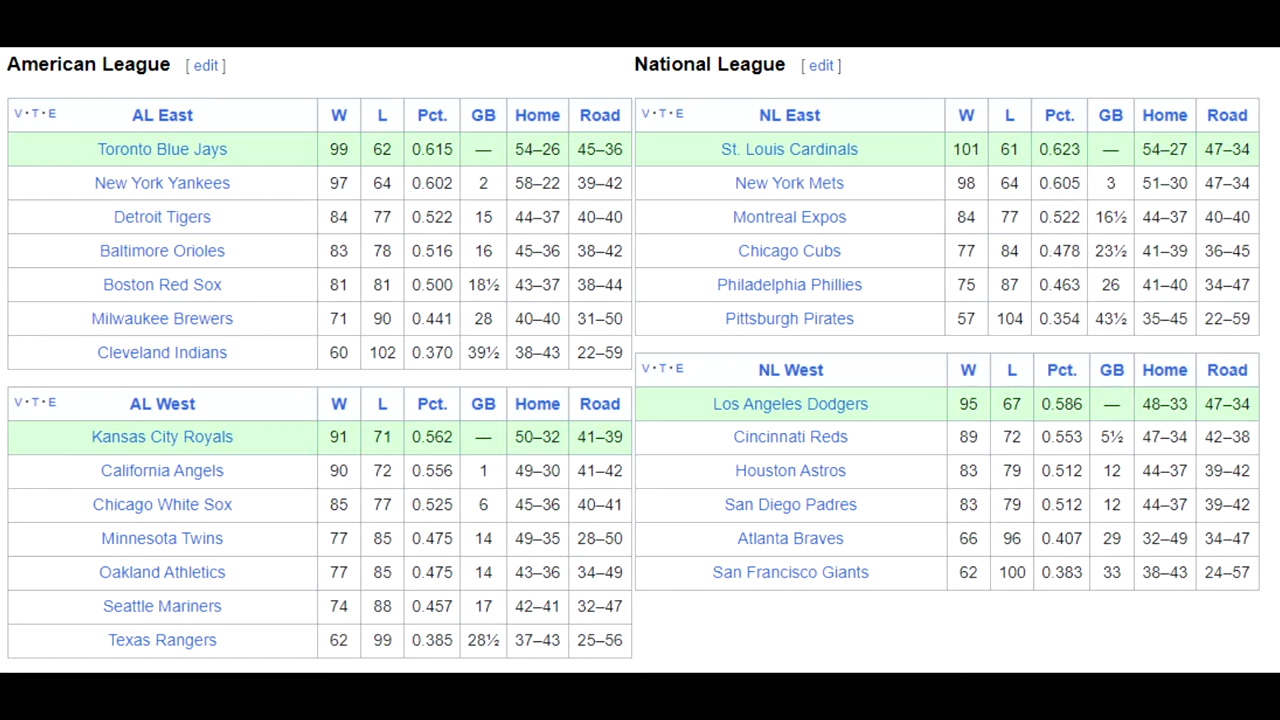 American League [ edit ]
V · T · E AL East W L Pct. GB Home Road
Toronto Blue Jays 99 62 0.615 — 54–26 45–36
New York Yankees 97 64 0.602 2 58–22 39–42
Detroit Tigers 84 77 0.522 15 44–37 40–40
Baltimore Orioles 83 78 0.516 16 45–36 38–42
Boston Red Sox 81 81 0.500 18½ 43–37 38–44
Milwaukee Brewers 71 90 0.441 28 40–40 31–50
Cleveland Indians 60 102 0.370 39½ 38–43 22–59
V · T · E AL West W L Pct. GB Home Road
Kansas City Royals 91 71 0.562 — 50–32 41–39
California Angels 90 72 0.556 1 49–30 41–42
Chicago White Sox 85 77 0.525 6 45–36 40–41
Minnesota Twins 77 85 0.475 14 49–35 28–50
Oakland Athletics 77 85 0.475 14 43–36 34–49
Seattle Mariners 74 88 0.457 17 42–41 32–47
Texas Rangers 62 99 0.385 28½ 37–43 25–56
National League [ edit ]
V · T · E NL East W L Pct. GB Home Road
St. Louis Cardinals 101 61 0.623 — 54–27 47–34
New York Mets 98 64 0.605 3 51–30 47–34
Montreal Expos 84 77 0.522 16½ 44–37 40–40
Chicago Cubs 77 84 0.478 23½ 41–39 36–45
Philadelphia Phillies 75 87 0.463 26 41–40 34–47
Pittsburgh Pirates 57 104 0.354 43½ 35–45 22–59
V · T · E NL West W L Pct. GB Home Road
Los Angeles Dodgers 95 67 0.586 — 48–33 47–34
Cincinnati Reds 89 72 0.553 5½ 47–34 42–38
Houston Astros 83 79 0.512 12 44–37 39–42
San Diego Padres 83 79 0.512 12 44–37 39–42
Atlanta Braves 66 96 0.407 29 32–49 34–47
San Francisco Giants 62 100 0.383 33 38–43 24–57